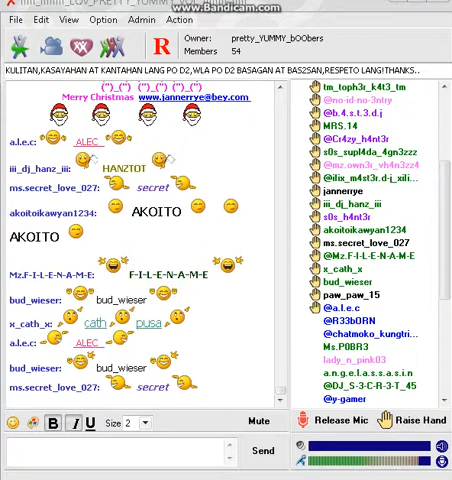 www.Bandicam.com
File Edit View Options Admin Action
R
Owner: pretty_YUMMY_bOObers
Members 54
KULITAN,KASAYAHAN AT KANTAHAN LANG PO D2,WLA PO D2 BASAGAN AT BAS2SAN,RESPETO LANG!THANKS..
(")_(") (")_(") (")_(")
Merry Christmas www.jannerrye@bey.com
a.l.e.c: ALEC
iii_dj_hanz_iii: HANZTOT
ms.secret_love_027: secret
akoitoikawyan1234: AKOITO
AKOITO
Mz.F-I-L-E-N-A-M-E: F-I-L-E-N-A-M-E
bud_wieser: bud_wieser
x_cath_x: cath pusa
a.l.e.c: ALEC
bud_wieser: bud_wieser
ms.secret_love_027: secret
tm_toph3r_k4t3_tm
@no-id-no-3ntry
@b.4.s.t.3.d.j
MRS.14
@Cr4zy_h4nt3r
s0s_supl4da_4gn3zzz
@mz.own3r_vh4n3zz4
@ilix_m4st3r.d-j_xili...
jannerrye
iii_dj_hanz_iii
s0s_h4nt3r
akoitoikawyan1234
ms.secret_love_027
@Mz.F-I-L-E-N-A-M-E
x_cath_x
bud_wieser
paw_paw_15
@a.l.e.c
@R33bORN
@chatmoko_kungtri...
Ms.P0BR3
lady_n_pink03
a.n.g.e.l.a.s.s.a.s.i.n
@DJ_S-3-C-R-3-T_45
@y-gamer
B I U Size 2 Mute
Release Mic Raise Hand
Send